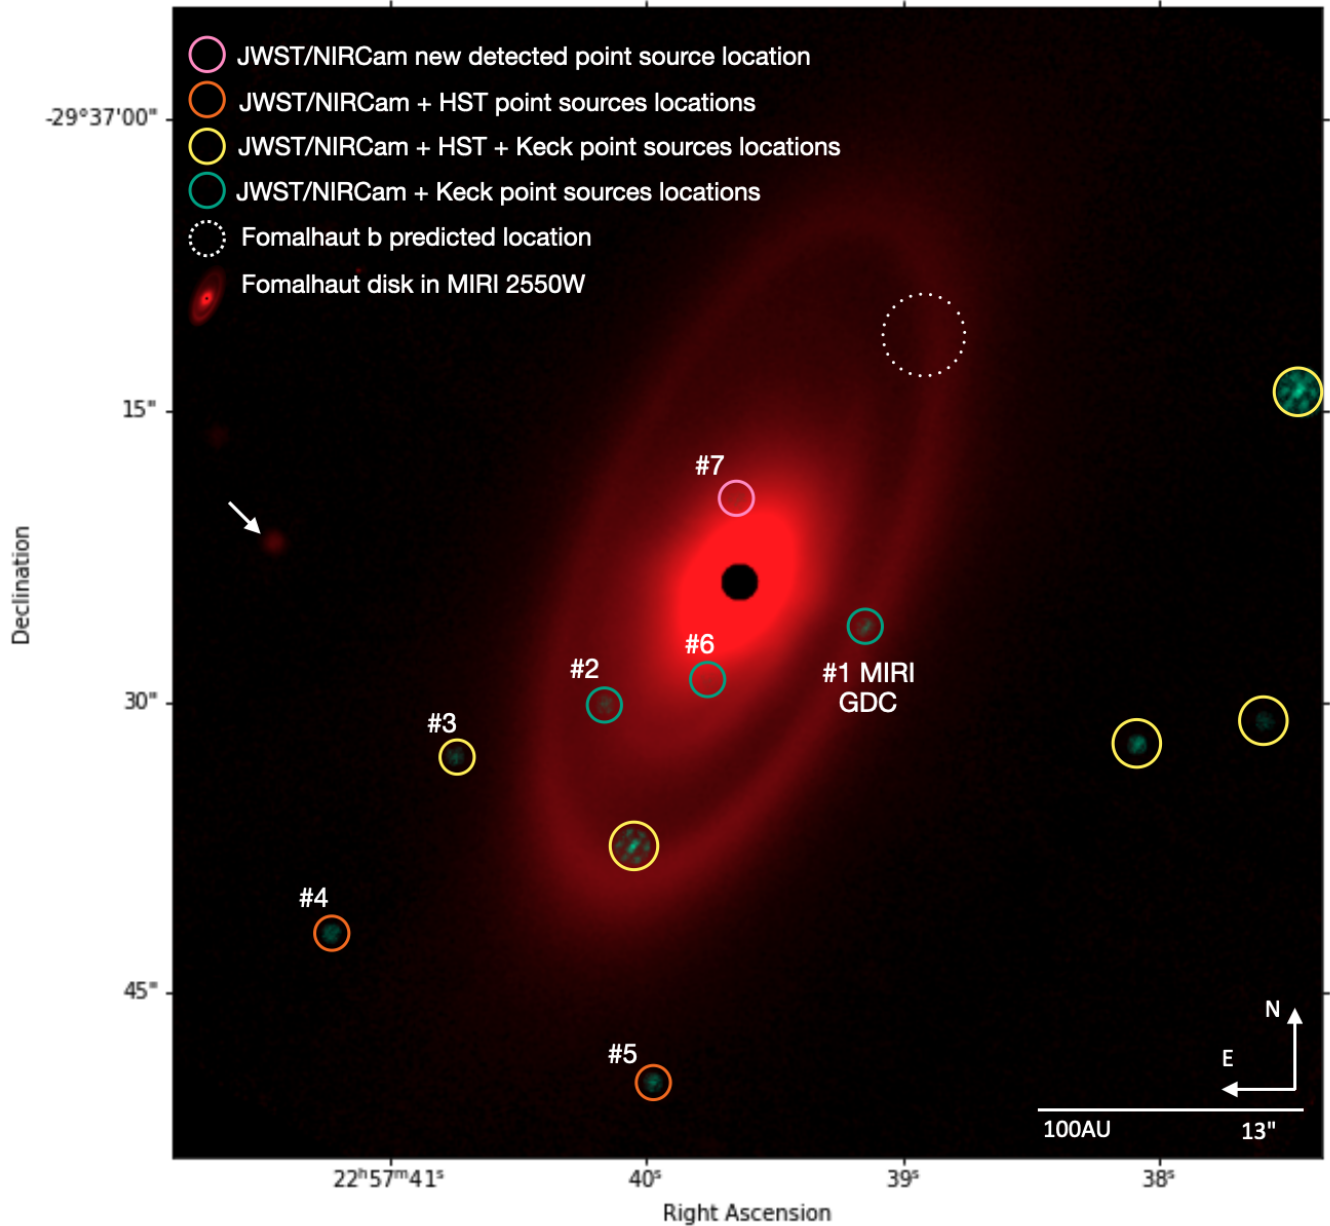 JWST/NIRCam new detected point source location
JWST/NIRCam + HST point sources locations
JWST/NIRCam + HST + Keck point sources locations
JWST/NIRCam + Keck point sources locations
Fomalhaut b predicted location
Fomalhaut disk in MIRI 2550W
-29°37'00"
15"
30"
45"
Declination
#7
#6
#2
#1 MIRI
GDC
#3
#4
#5
N
E
100AU
13"
22ʰ57ᵐ41ˢ
40ˢ
39ˢ
38ˢ
Right Ascension